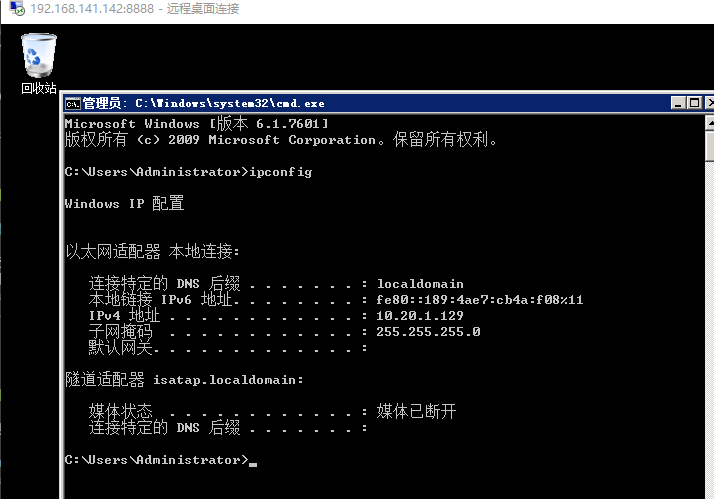 192.168.141.142:8888 - 远程桌面连接
回收站
管理员: C:\Windows\system32\cmd.exe
Microsoft Windows [版本 6.1.7601]
版权所有 (c) 2009 Microsoft Corporation。保留所有权利。
C:\Users\Administrator>ipconfig
Windows IP 配置
以太网适配器 本地连接:
连接特定的 DNS 后缀 . . . . . . . : localdomain
本地链接 IPv6 地址. . . . . . . . : fe80::189:4ae7:cb4a:f08%11
IPv4 地址 . . . . . . . . . . . . : 10.20.1.129
子网掩码  . . . . . . . . . . . . : 255.255.255.0
默认网关. . . . . . . . . . . . . :
隧道适配器 isatap.localdomain:
媒体状态  . . . . . . . . . . . . : 媒体已断开
连接特定的 DNS 后缀 . . . . . . . :
C:\Users\Administrator>_